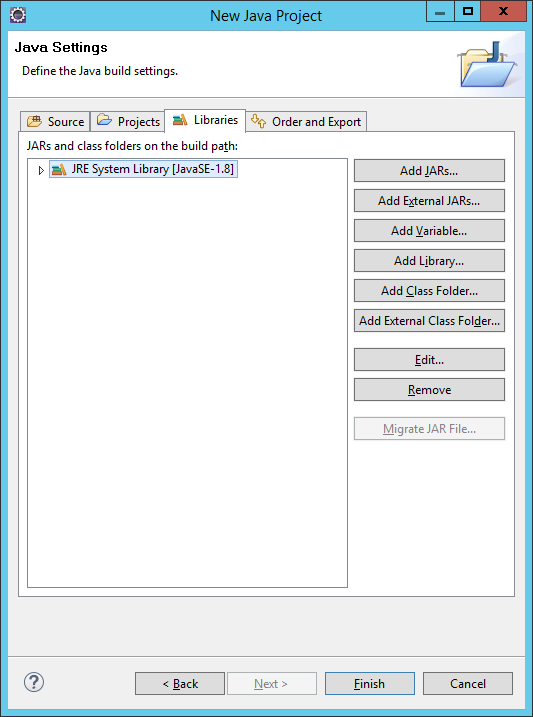 New Java Project
Java Settings
Define the Java build settings.
Source Projects Libraries Order and Export
JARs and class folders on the build path:
JRE System Library [JavaSE-1.8]
Add JARs...
Add External JARs...
Add Variable...
Add Library...
Add Class Folder...
Add External Class Folder...
Edit...
Remove
Migrate JAR File...
? < Back Next > Finish Cancel